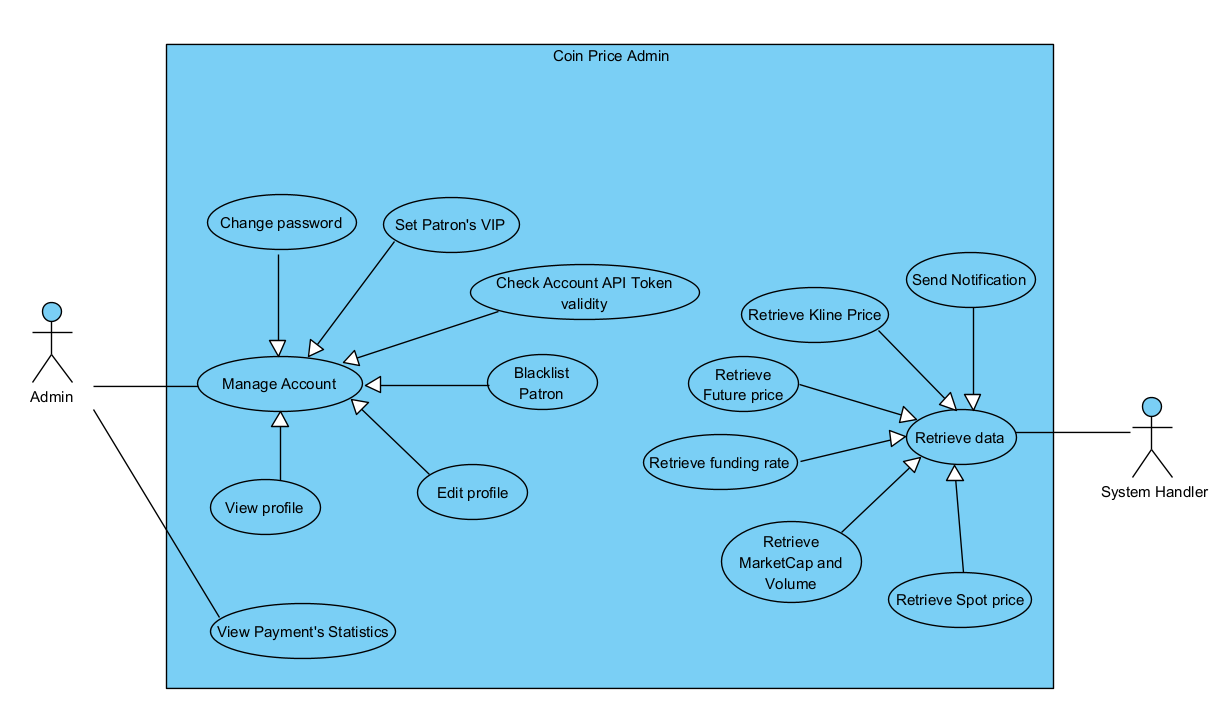 Coin Price Admin
Change password
Set Patron's VIP
Check Account API Token
validity
Send Notification
Retrieve Kline Price
Manage Account
Blacklist
Patron
Retrieve
Future price
Admin
Retrieve data
Retrieve funding rate
Edit profile
View profile
System Handler
Retrieve
MarketCap and
Volume
Retrieve Spot price
View Payment's Statistics